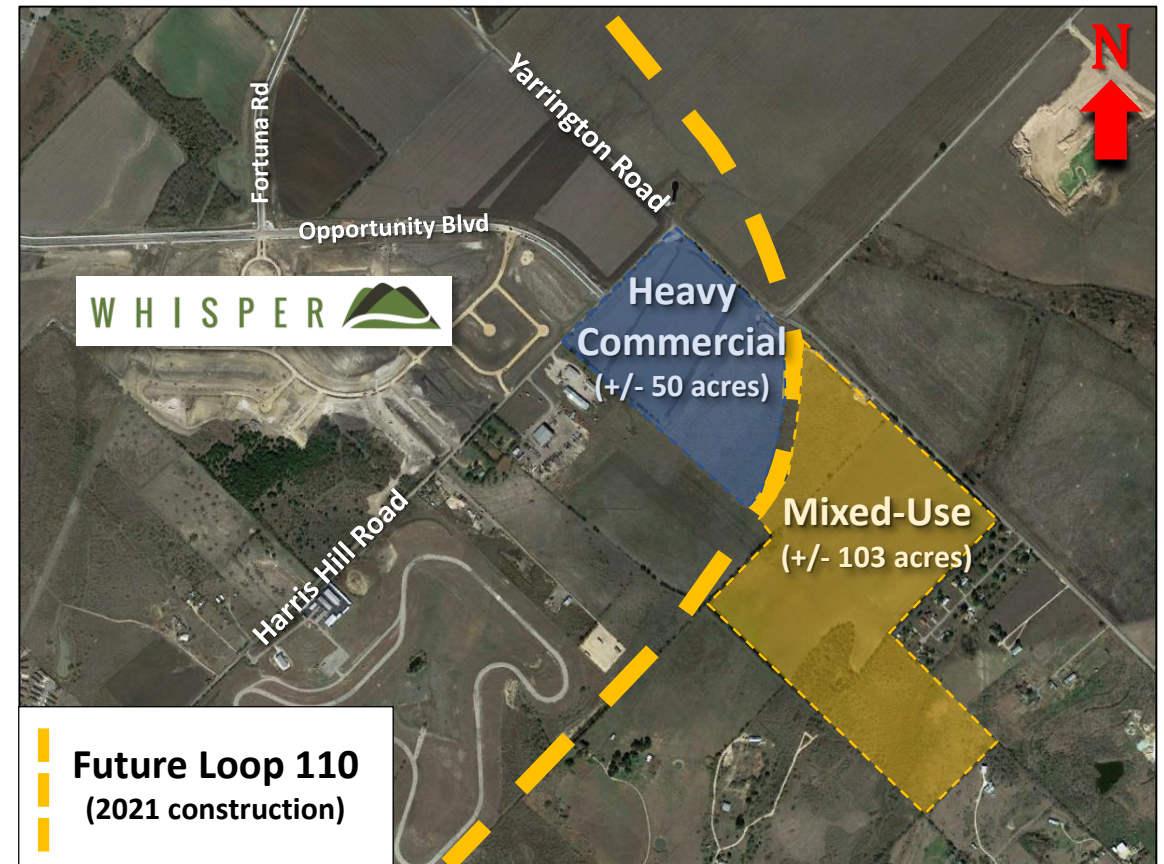 N
Yarrington Road
Fortuna Rd
Opportunity Blvd
WHISPER
Heavy
Commercial
(+/- 50 acres)
Mixed-Use
(+/- 103 acres)
Harris Hill Road
Future Loop 110
(2021 construction)